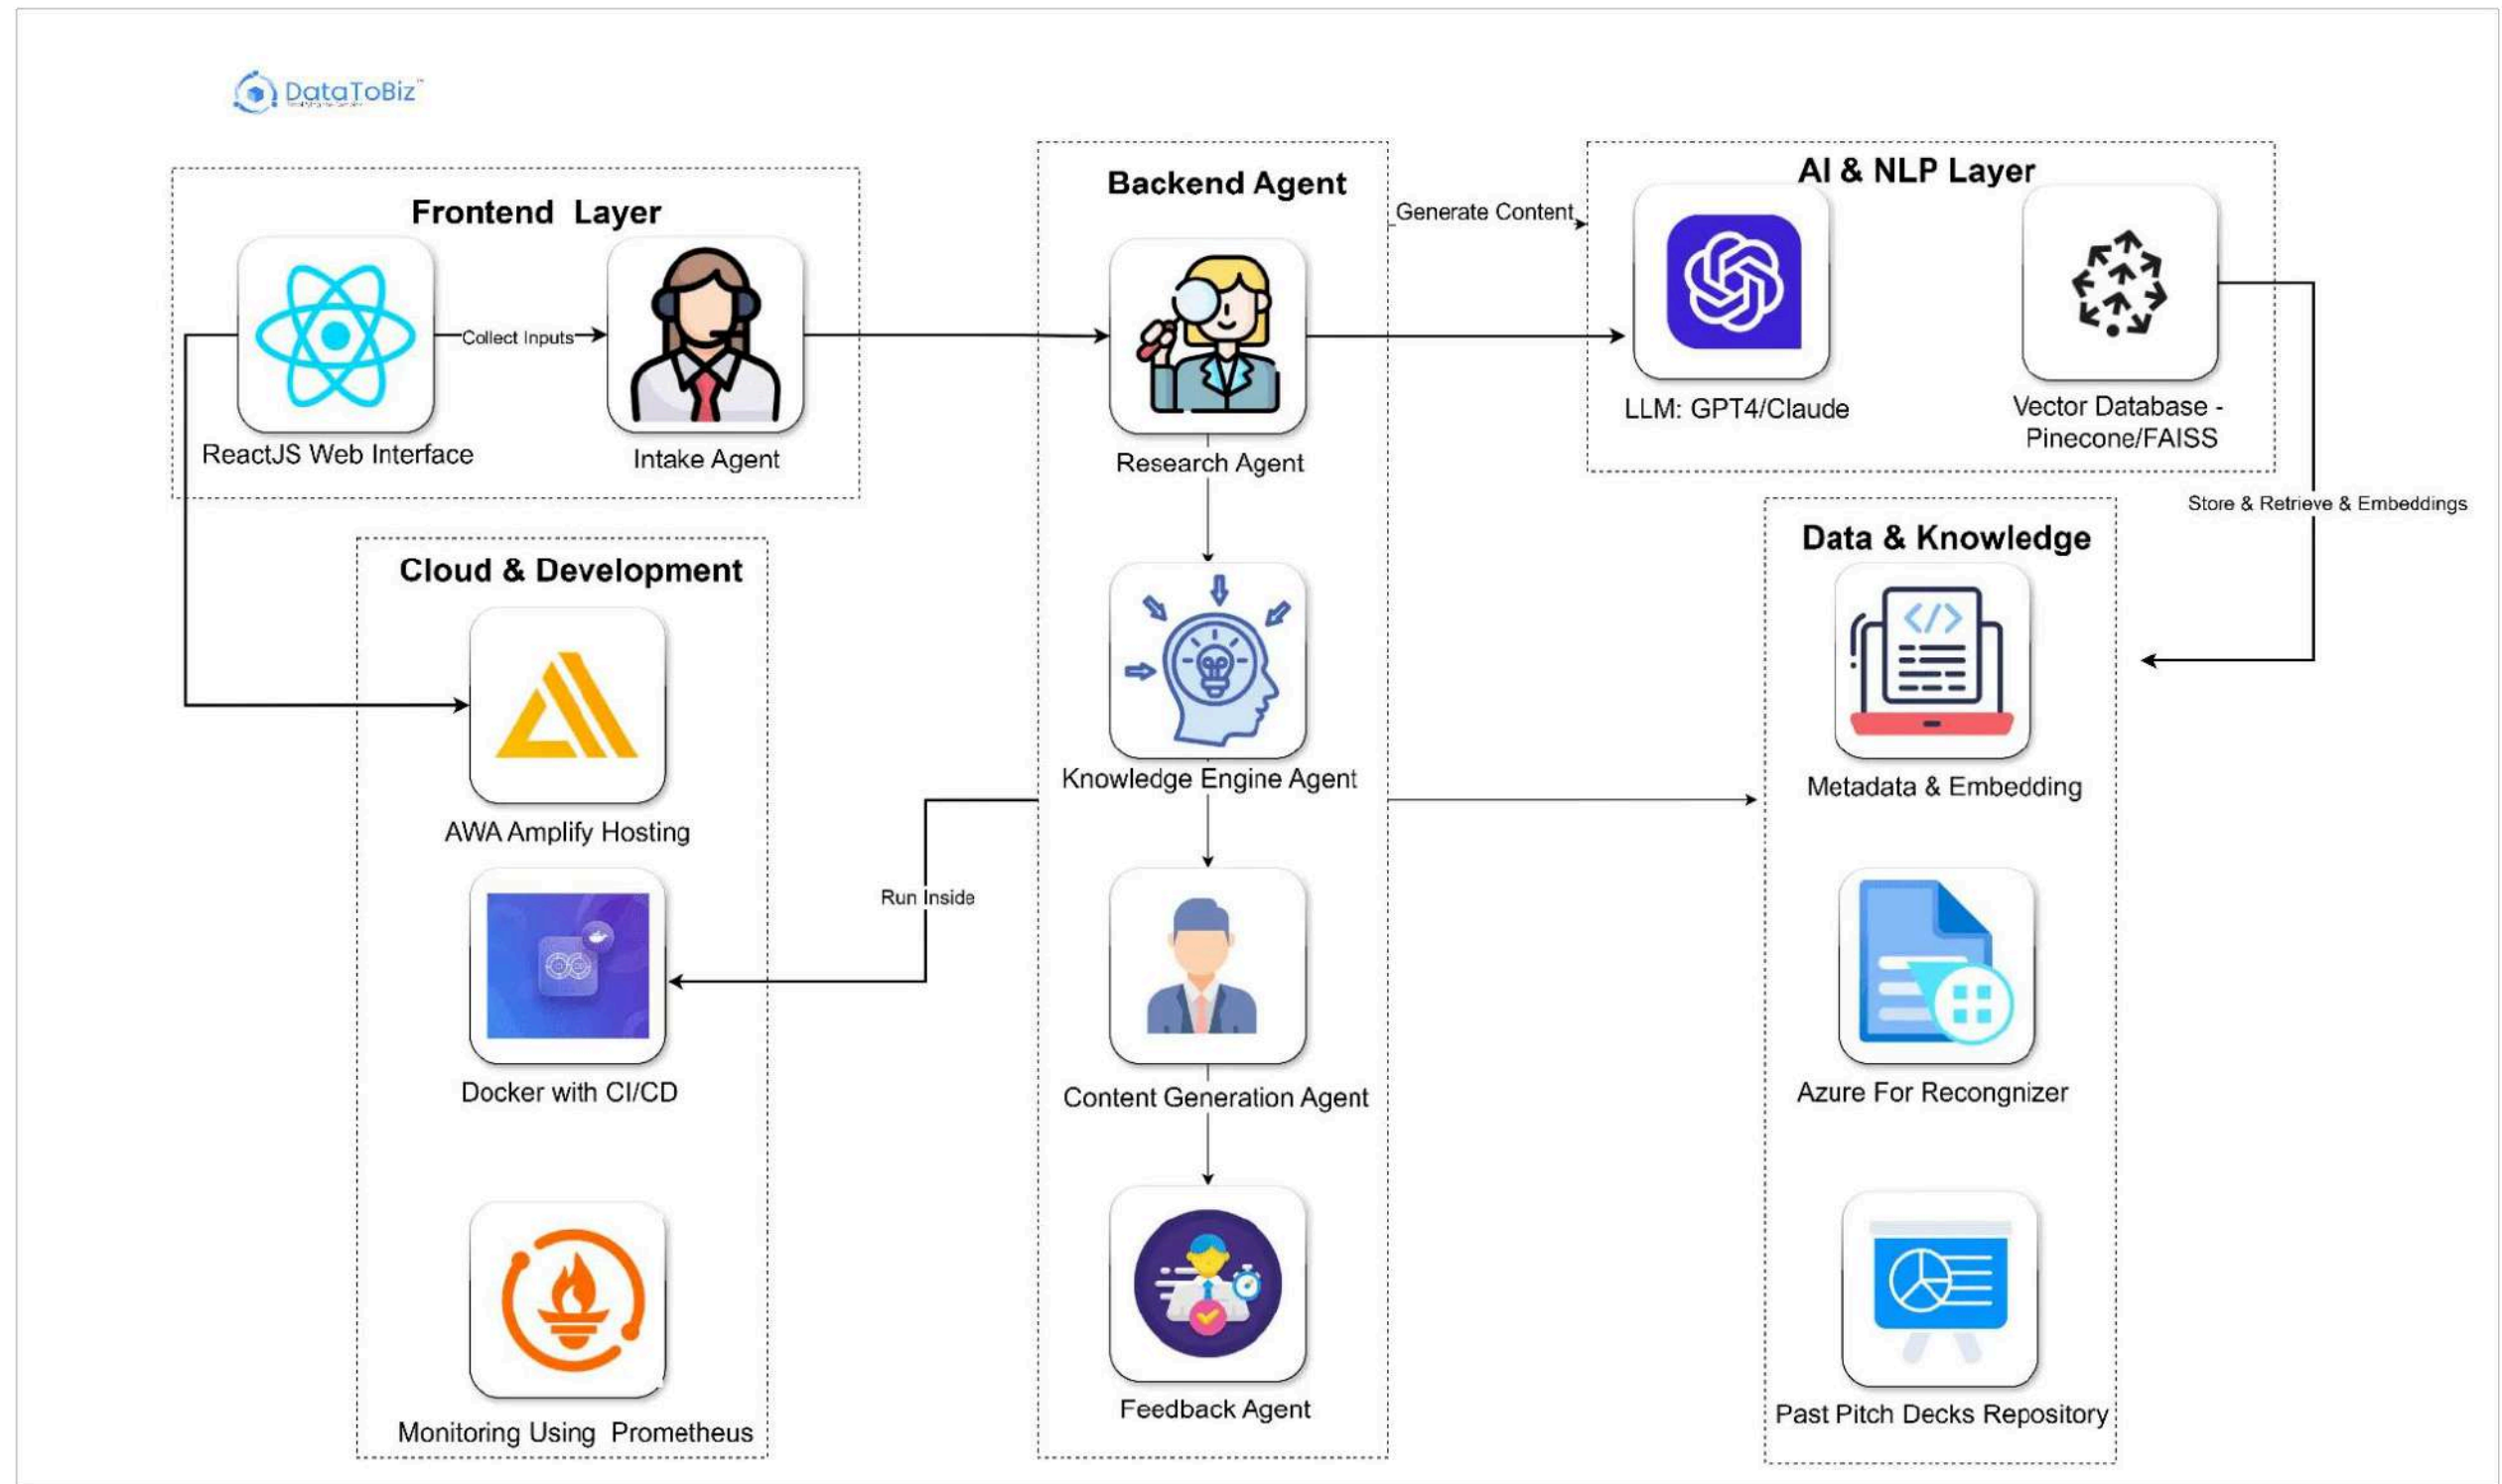 DataToBiz™
Frontend Layer
ReactJS Web Interface
Collect Inputs
Intake Agent
Backend Agent
Research Agent
Knowledge Engine Agent
Content Generation Agent
Feedback Agent
Generate Content
AI & NLP Layer
LLM: GPT4/Claude
Vector Database -
Pinecone/FAISS
Store & Retrieve & Embeddings
Cloud & Development
AWA Amplify Hosting
Docker with CI/CD
Monitoring Using Prometheus
Run Inside
Data & Knowledge
Metadata & Embedding
Azure For Recongnizer
Past Pitch Decks Repository